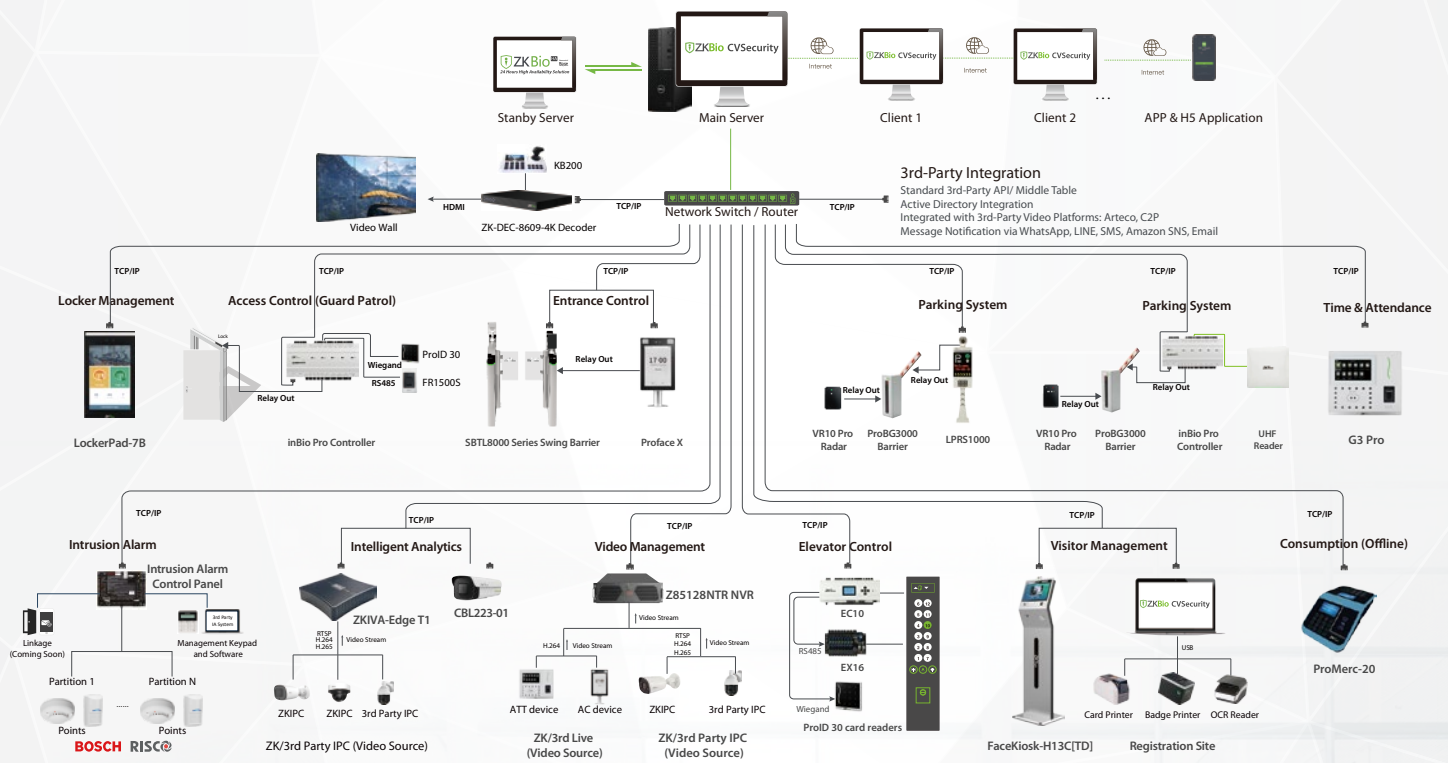 ZKBio
24 Hours High Availability Solution
Stanby Server
ZKBio CVSecurity
Main Server
Internet
ZKBio CVSecurity
Client 1
Internet
ZKBio CVSecurity
Client 2
...
Internet
APP & H5 Application
KB200
Video Wall
HDMI
ZK-DEC-8609-4K Decoder
TCP/IP
Network Switch / Router
TCP/IP
3rd-Party Integration
Standard 3rd-Party API/ Middle Table
Active Directory Integration
Integrated with 3rd-Party Video Platforms: Arteco, C2P
Message Notification via WhatsApp, LINE, SMS, Amazon SNS, Email
TCP/IP
Locker Management
LockerPad-7B
TCP/IP
Access Control (Guard Patrol)
Lock
Wiegand
ProID 30
RS485
FR1500S
Relay Out
inBio Pro Controller
TCP/IP
Entrance Control
Relay Out
17:00
SBTL8000 Series Swing Barrier
Proface X
TCP/IP
Parking System
Relay Out
Relay Out
VR10 Pro
Radar
ProBG3000
Barrier
LPRS1000
TCP/IP
Parking System
Relay Out
Relay Out
VR10 Pro
Radar
ProBG3000
Barrier
inBio Pro
Controller
UHF
Reader
TCP/IP
Time & Attendance
G3 Pro
TCP/IP
Intrusion Alarm
Intrusion Alarm
Control Panel
Linkage
(Coming Soon)
3rd Party
IA System
Management Keypad
and Software
Partition 1
Partition N
......
Points
Points
BOSCH RISCO
TCP/IP
Intelligent Analytics
ZKIVA-Edge T1
CBL223-01
RTSP
H.264
H.265
Video Stream
ZKIPC
ZKIPC
3rd Party IPC
ZK/3rd Party IPC (Video Source)
TCP/IP
Video Management
Z85128NTR NVR
Video Stream
H.264
Video Stream
RTSP
H.264
H.265
Video Stream
ATT device
AC device
ZKIPC
3rd Party IPC
ZK/3rd Live
(Video Source)
ZK/3rd Party IPC
(Video Source)
TCP/IP
Elevator Control
EC10
RS485
EX16
Wiegand
ProID 30 card readers
TCP/IP
Visitor Management
FaceKiosk-H13C[TD]
ZKBio CVSecurity
USB
Card Printer
Badge Printer
OCR Reader
Registration Site
TCP/IP
Consumption (Offline)
ProMerc-20